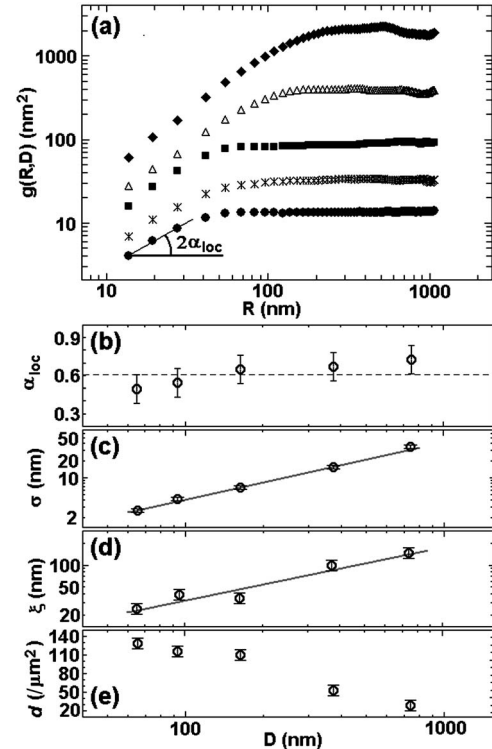 (a)
g(R,D) (nm²)
1000
100
10
2α_loc
10
100
1000
R (nm)
(b)
α_loc
0.9
0.6
0.3
(c)
σ (nm)
50
10
2
(d)
ξ (nm)
100
50
20
(e)
d (/μm²)
140
110
80
50
20
100
1000
D (nm)